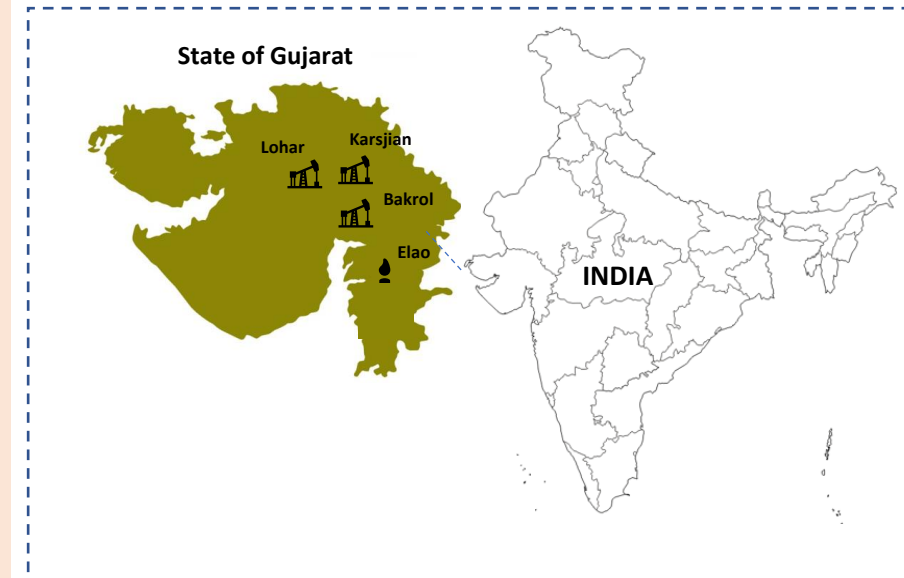 State of Gujarat
Karsjian
Lohar
Bakrol
Elao
INDIA